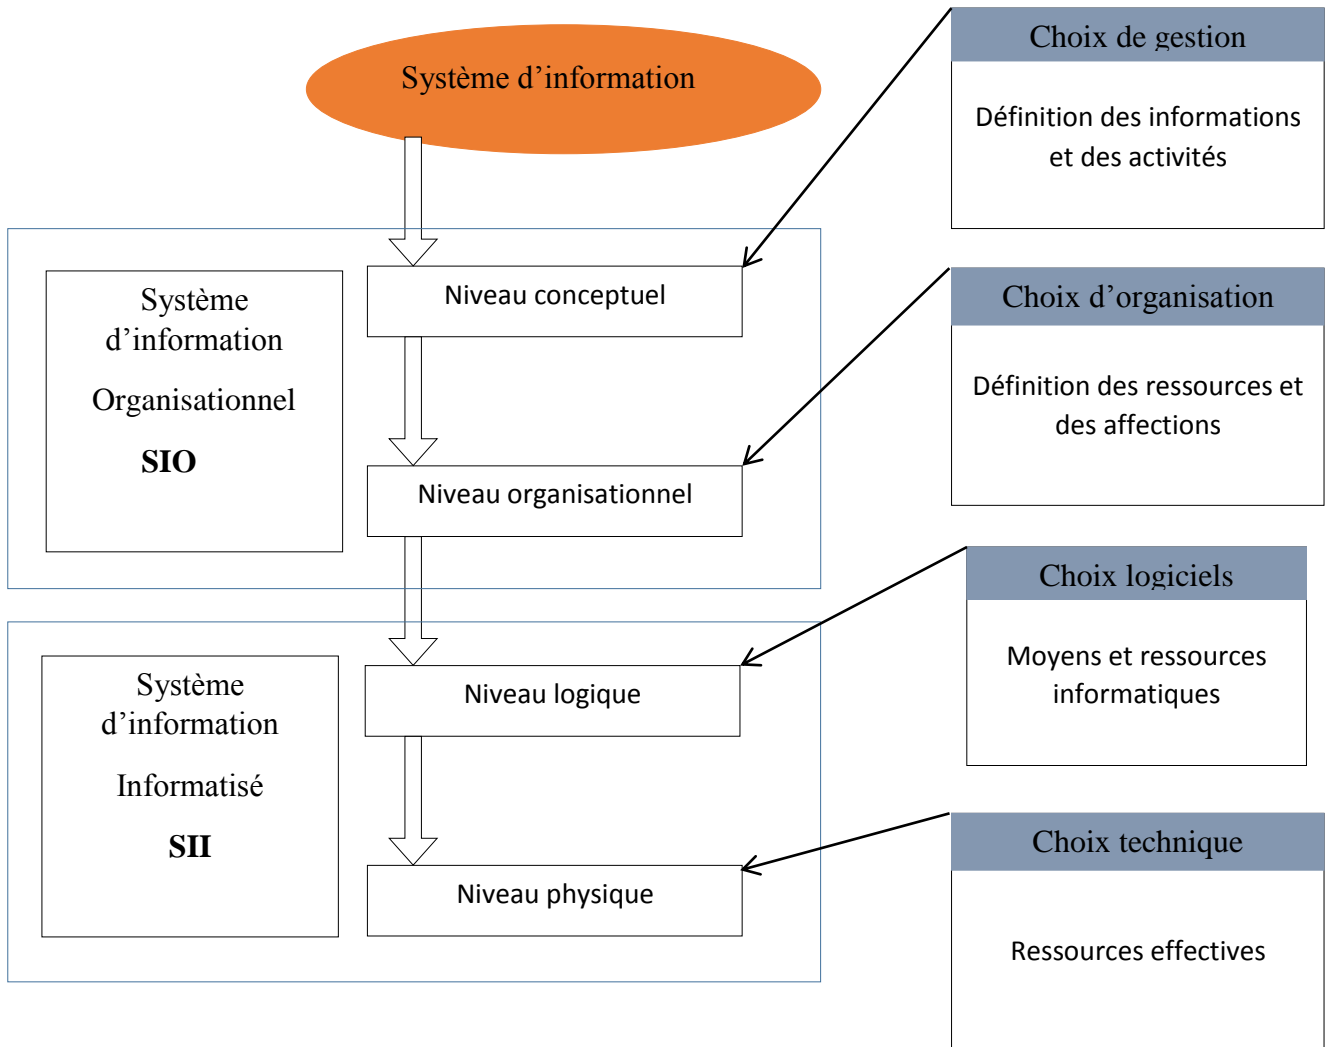 Système d’information
Choix de gestion
Définition des informations
et des activités
Système
d’information
Organisationnel
SIO
Niveau conceptuel
Niveau organisationnel
Choix d’organisation
Définition des ressources et
des affections
Système
d’information
Informatisé
SII
Niveau logique
Niveau physique
Choix logiciels
Moyens et ressources
informatiques
Choix technique
Ressources effectives